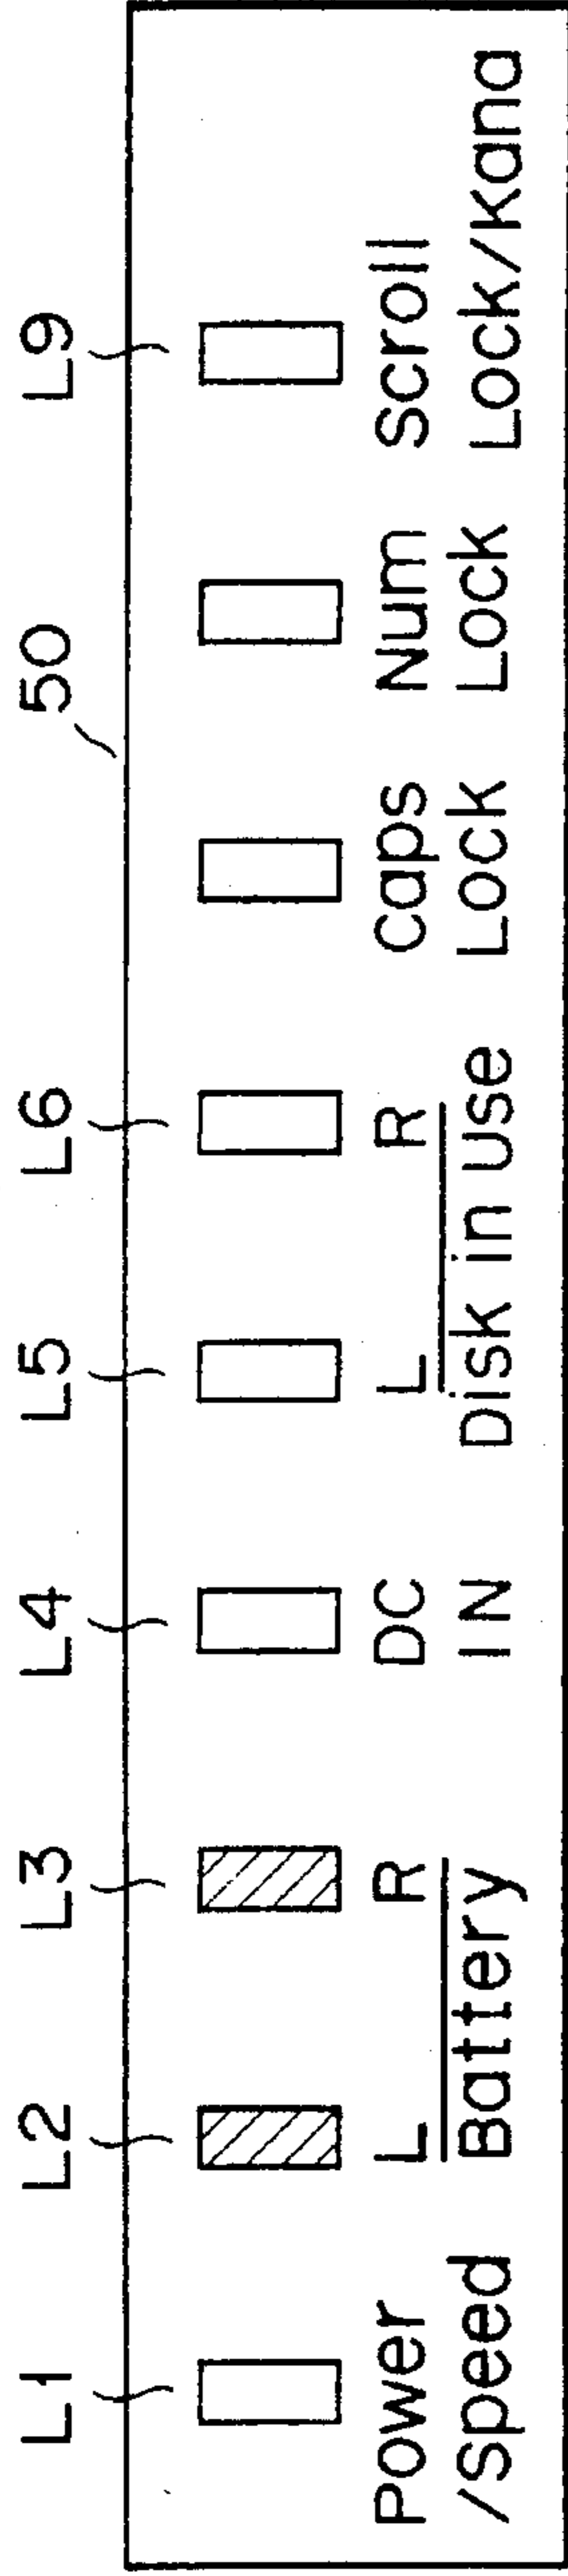 L1 L2 L3 L4 L5 L6 50 L9
Power L R DC L R Caps Num Scroll
/Speed Battery IN Disk in use Lock Lock Lock/Kana